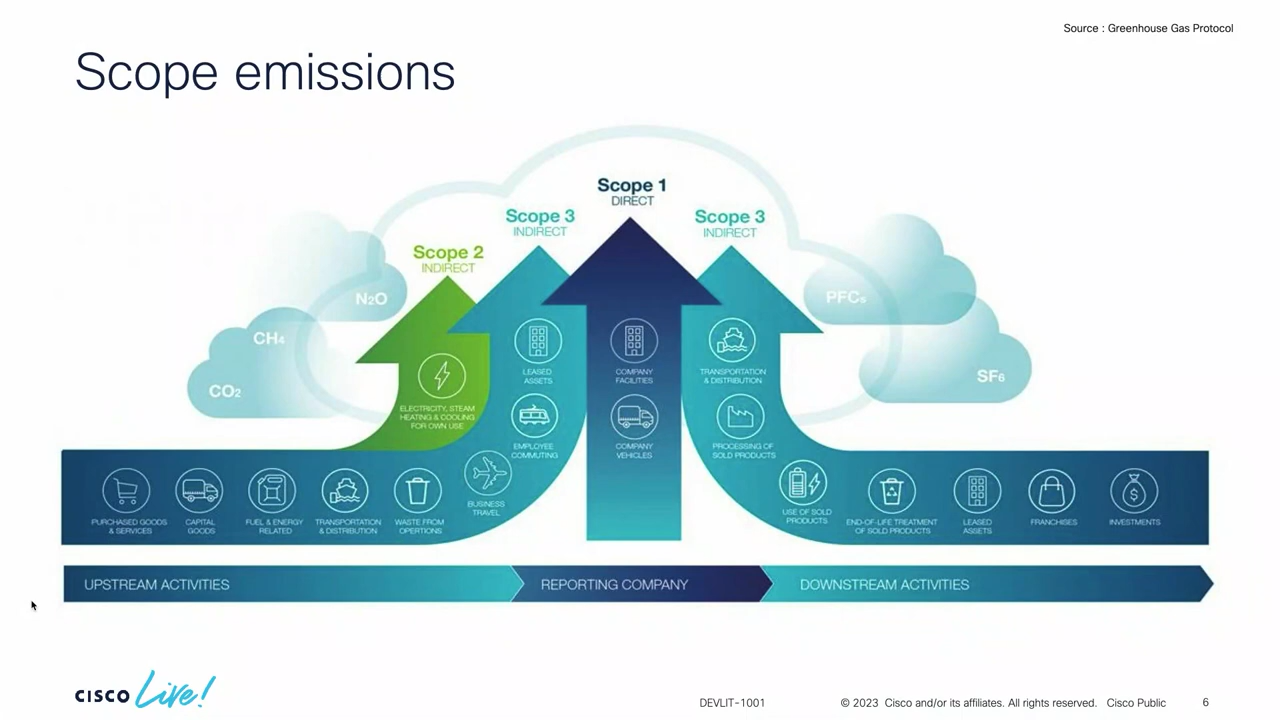 Source : Greenhouse Gas Protocol
Scope emissions
Scope 1
DIRECT
Scope 3
INDIRECT
Scope 3
INDIRECT
Scope 2
INDIRECT
N2O
CH4
CO2
PFCs
SF6
ELECTRICITY, STEAM
HEATING & COOLING
FOR OWN USE
LEASED
ASSETS
EMPLOYEE
COMMUTING
BUSINESS
TRAVEL
COMPANY
FACILITIES
COMPANY
VEHICLES
TRANSPORTATION
& DISTRIBUTION
PROCESSING OF
SOLD PRODUCTS
PURCHASED GOODS
& SERVICES
CAPITAL
GOODS
FUEL & ENERGY
RELATED
TRANSPORTATION
& DISTRIBUTION
WASTE FROM
OPERTIONS
USE OF SOLD
PRODUCTS
END-OF-LIFE TREATMENT
OF SOLD PRODUCTS
LEASED
ASSETS
FRANCHISES
INVESTMENTS
UPSTREAM ACTIVITIES
REPORTING COMPANY
DOWNSTREAM ACTIVITIES
CISCO Live!
DEVLIT-1001
© 2023 Cisco and/or its affiliates. All rights reserved. Cisco Public
6